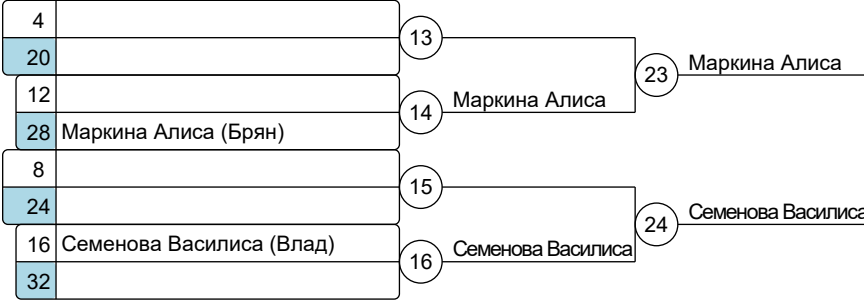 4
13
20
23 Маркина Алиса
12
14 Маркина Алиса
28 Маркина Алиса (Брян)
8
15
24
24 Семенова Василиса
16 Семенова Василиса (Влад)
16 Семенова Василиса
32